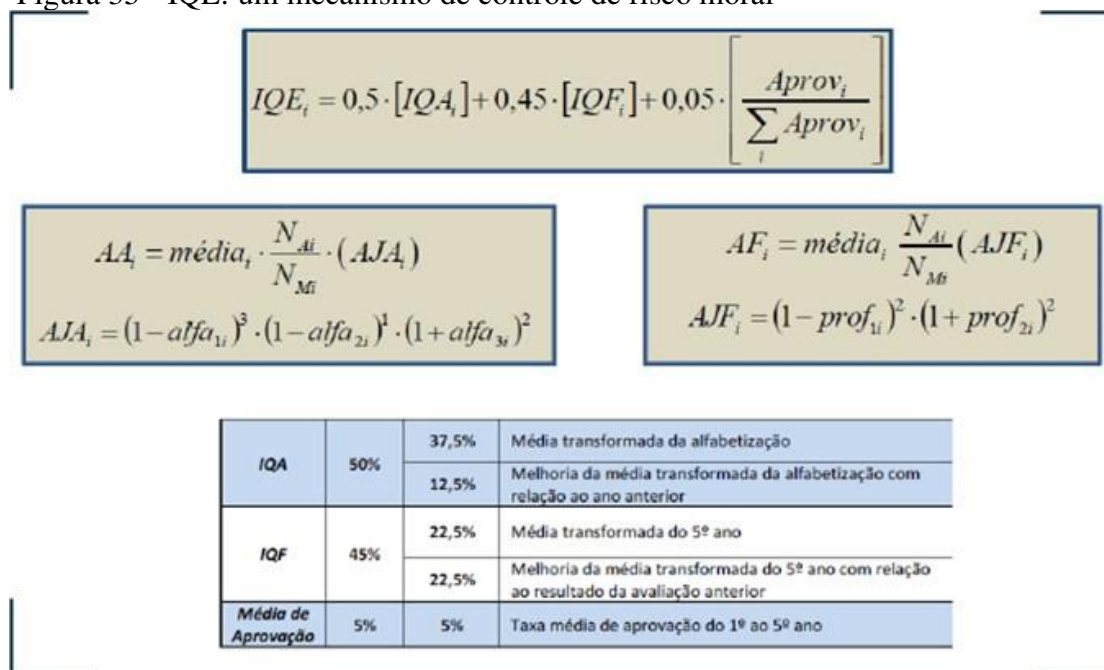 Figura 35 - IQE: um mecanismo de controle de risco moral
IQE_i = 0,5 · [IQA_i] + 0,45 · [IQF_i] + 0,05 · [Aprov_i / ∑_i Aprov_i]
AA_i = média_i · N_Ai / N_Mi · (AJA_i)
AJA_i = (1 − alfa_1i)^3 · (1 − alfa_2i)^1 · (1 + alfa_3i)^2
AF_i = média_i N_Ai / N_Mi (AJF_i)
AJF_i = (1 − prof_1i)^2 · (1 + prof_2i)^2
IQA 50% 37,5% Média transformada da alfabetização
12,5% Melhoria da média transformada da alfabetização com
relação ao ano anterior
IQF 45% 22,5% Média transformada do 5º ano
22,5% Melhoria da média transformada do 5º ano com relação
ao resultado da avaliação anterior
Média de
Aprovação 5% 5% Taxa média de aprovação do 1º ao 5º ano